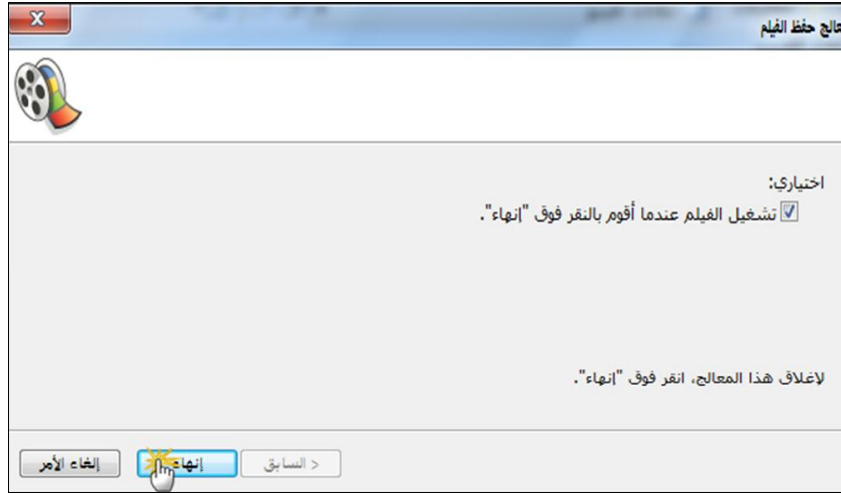 معالج حفظ الفيلم
اختياري:
تشغيل الفيلم عندما أقوم بالنقر فوق "إنهاء".
لإغلاق هذا المعالج، انقر فوق "إنهاء".
< السابق
إنهاء
إلغاء الأمر